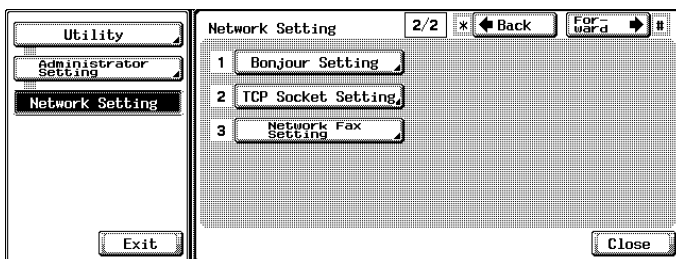 Utility
Administrator
Setting
Network Setting
Exit
Network Setting
2/2
* Back
For-
ward #
1 Bonjour Setting
2 TCP Socket Setting
3 Network Fax
Setting
Close